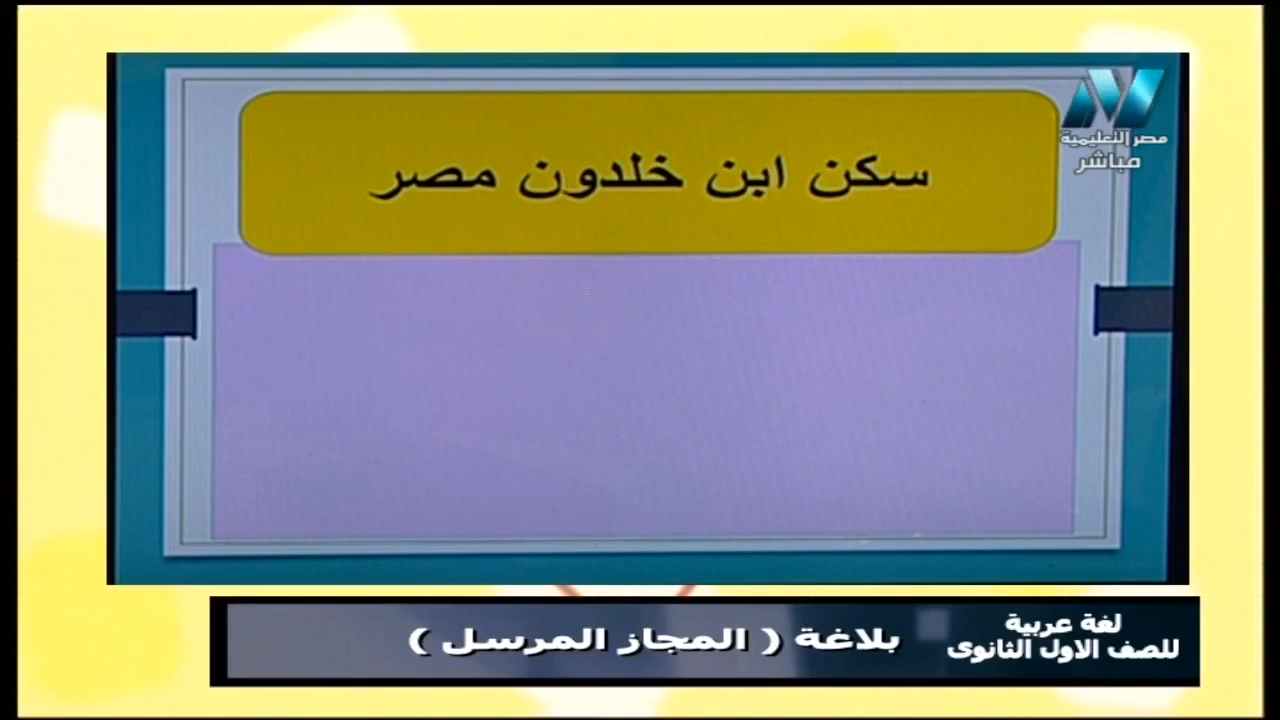 سكن ابن خلدون مصر
مصر التعليمية
مباشر
لغة عربية
للصف الاول الثانوى
بلاغة ( المجاز المرسل )